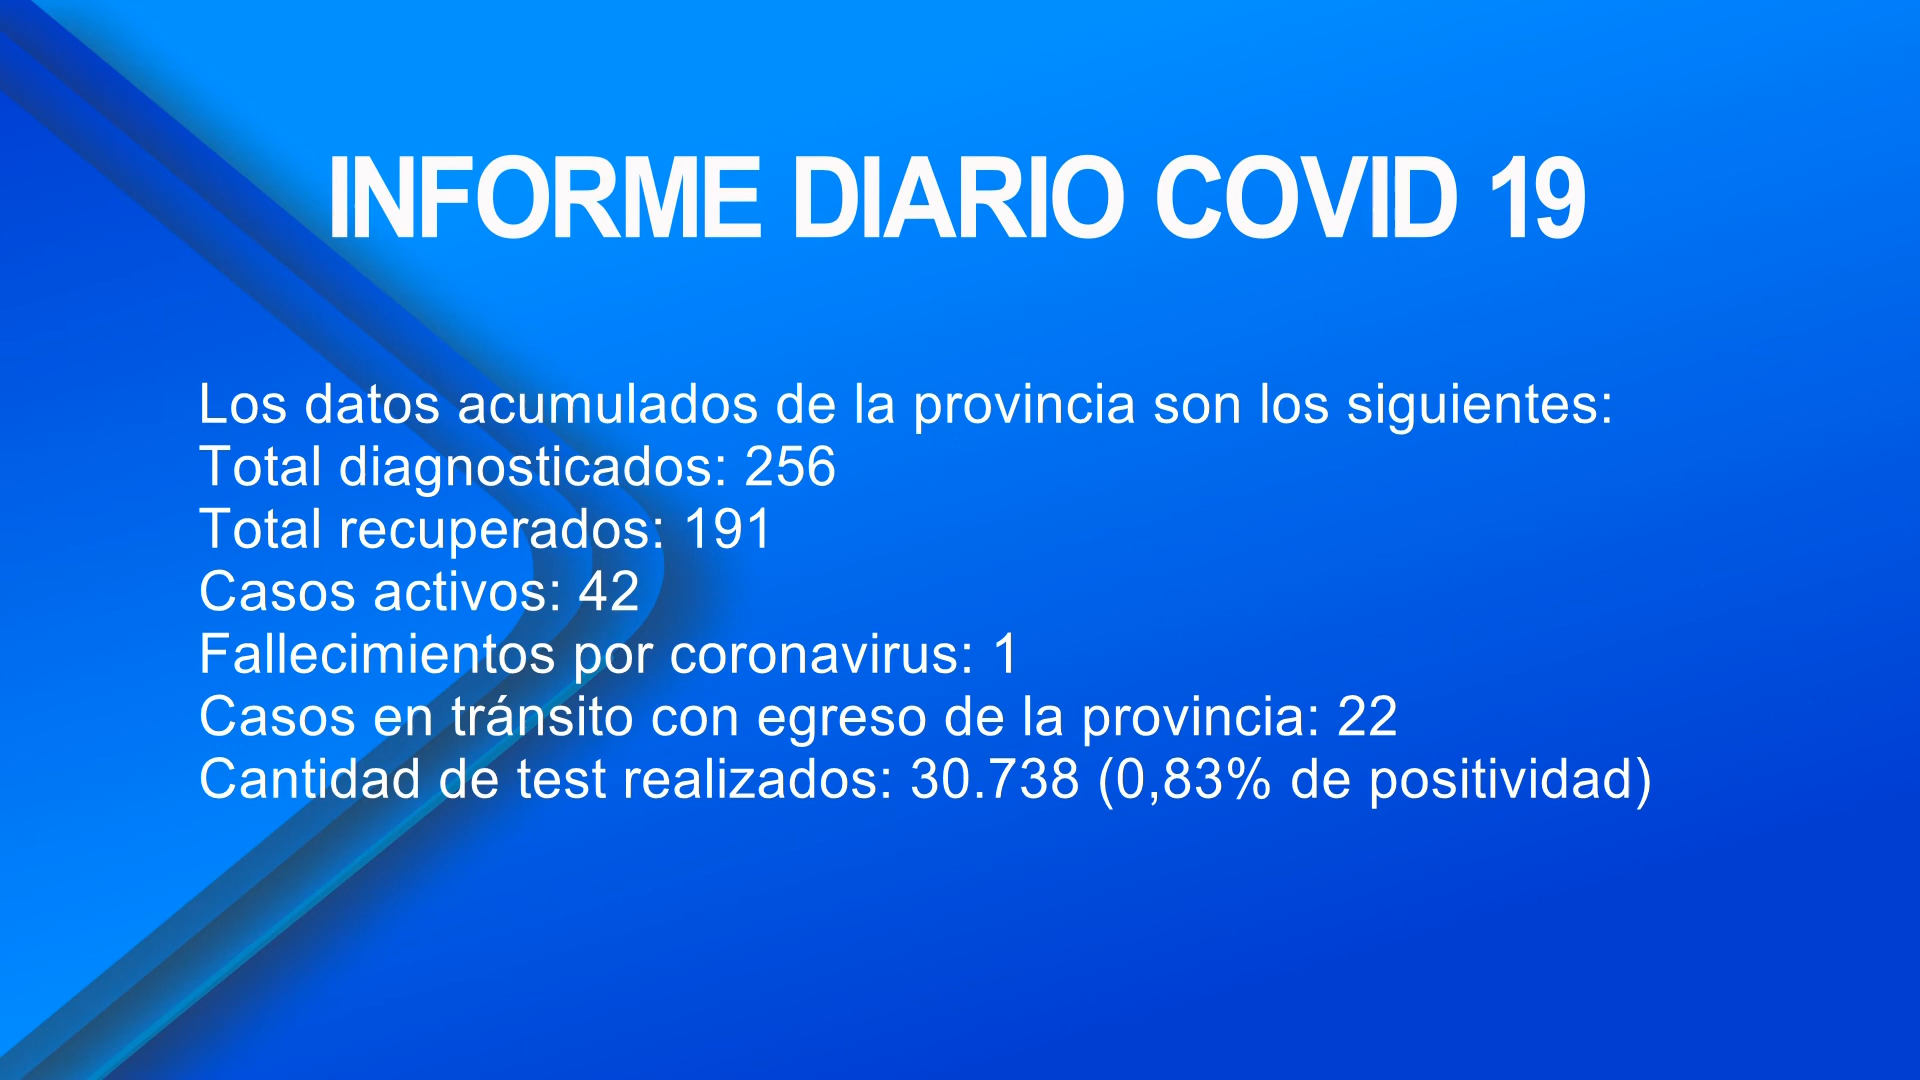 INFORME DIARIO COVID 19
Los datos acumulados de la provincia son los siguientes:
Total diagnosticados: 256
Total recuperados: 191
Casos activos: 42
Fallecimientos por coronavirus: 1
Casos en tránsito con egreso de la provincia: 22
Cantidad de test realizados: 30.738 (0,83% de positividad)